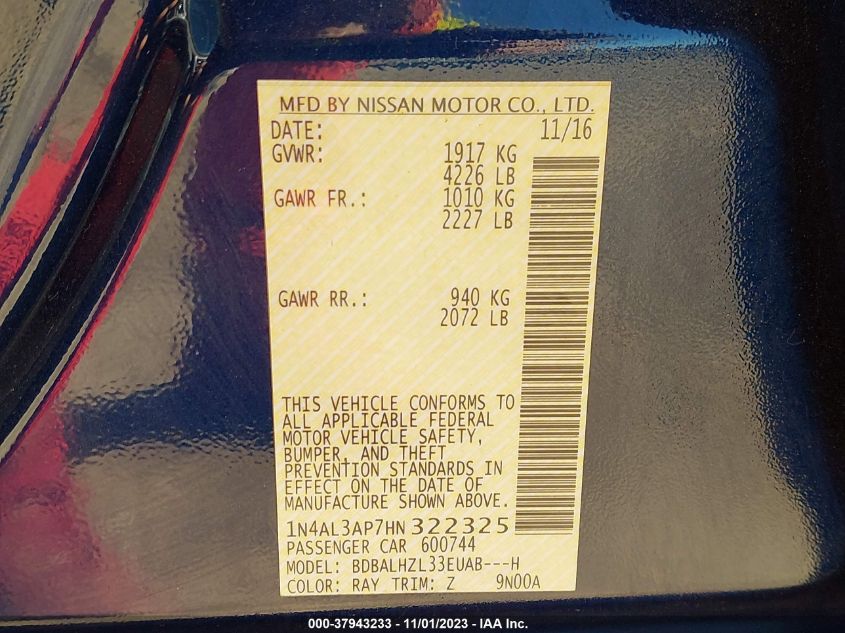 MFD BY NISSAN MOTOR CO., LTD.
DATE: 11/16
GVWR: 1917 KG
4226 LB
GAWR FR.: 1010 KG
2227 LB
GAWR RR.: 940 KG
2072 LB
THIS VEHICLE CONFORMS TO
ALL APPLICABLE FEDERAL
MOTOR VEHICLE SAFETY,
BUMPER, AND THEFT
PREVENTION STANDARDS IN
EFFECT ON THE DATE OF
MANUFACTURE SHOWN ABOVE.
1N4AL3AP7HN322325
PASSENGER CAR 600744
MODEL: BDBALHZL33EUAB---H
COLOR: RAY TRIM: Z 9N00A
000-37943233 - 11/01/2023 - IAA Inc.